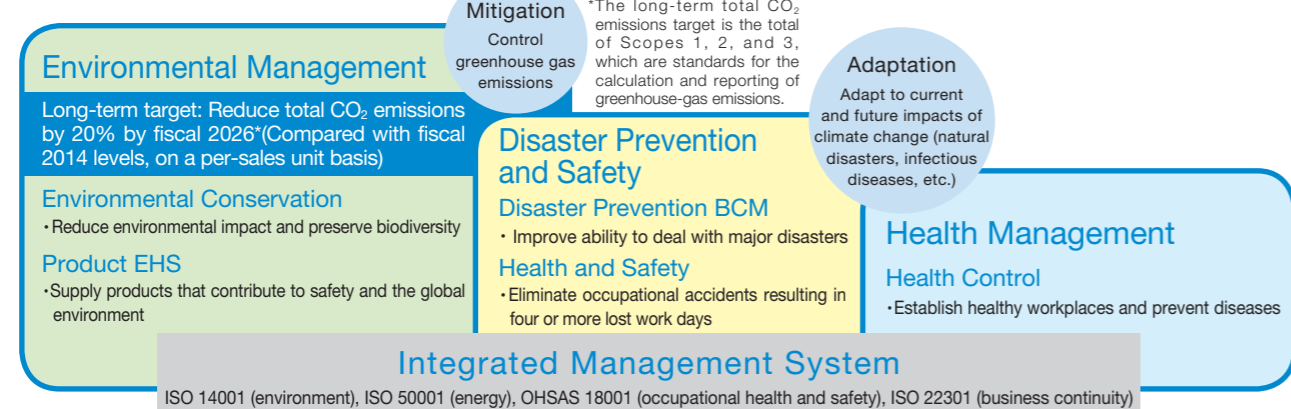 Mitigation
Control
greenhouse gas
emissions
*The long-term total CO₂
emissions target is the total
of Scopes 1, 2, and 3,
which are standards for the
calculation and reporting of
greenhouse-gas emissions.
Adaptation
Adapt to current
and future impacts of
climate change (natural
disasters, infectious
diseases, etc.)
Environmental Management
Long-term target: Reduce total CO₂ emissions
by 20% by fiscal 2026*(Compared with fiscal
2014 levels, on a per-sales unit basis)
Environmental Conservation
・Reduce environmental impact and preserve biodiversity
Product EHS
・Supply products that contribute to safety and the global
environment
Disaster Prevention
and Safety
Disaster Prevention BCM
・Improve ability to deal with major disasters
Health and Safety
・Eliminate occupational accidents resulting in
four or more lost work days
Health Management
Health Control
・Establish healthy workplaces and prevent diseases
Integrated Management System
ISO 14001 (environment), ISO 50001 (energy), OHSAS 18001 (occupational health and safety), ISO 22301 (business continuity)